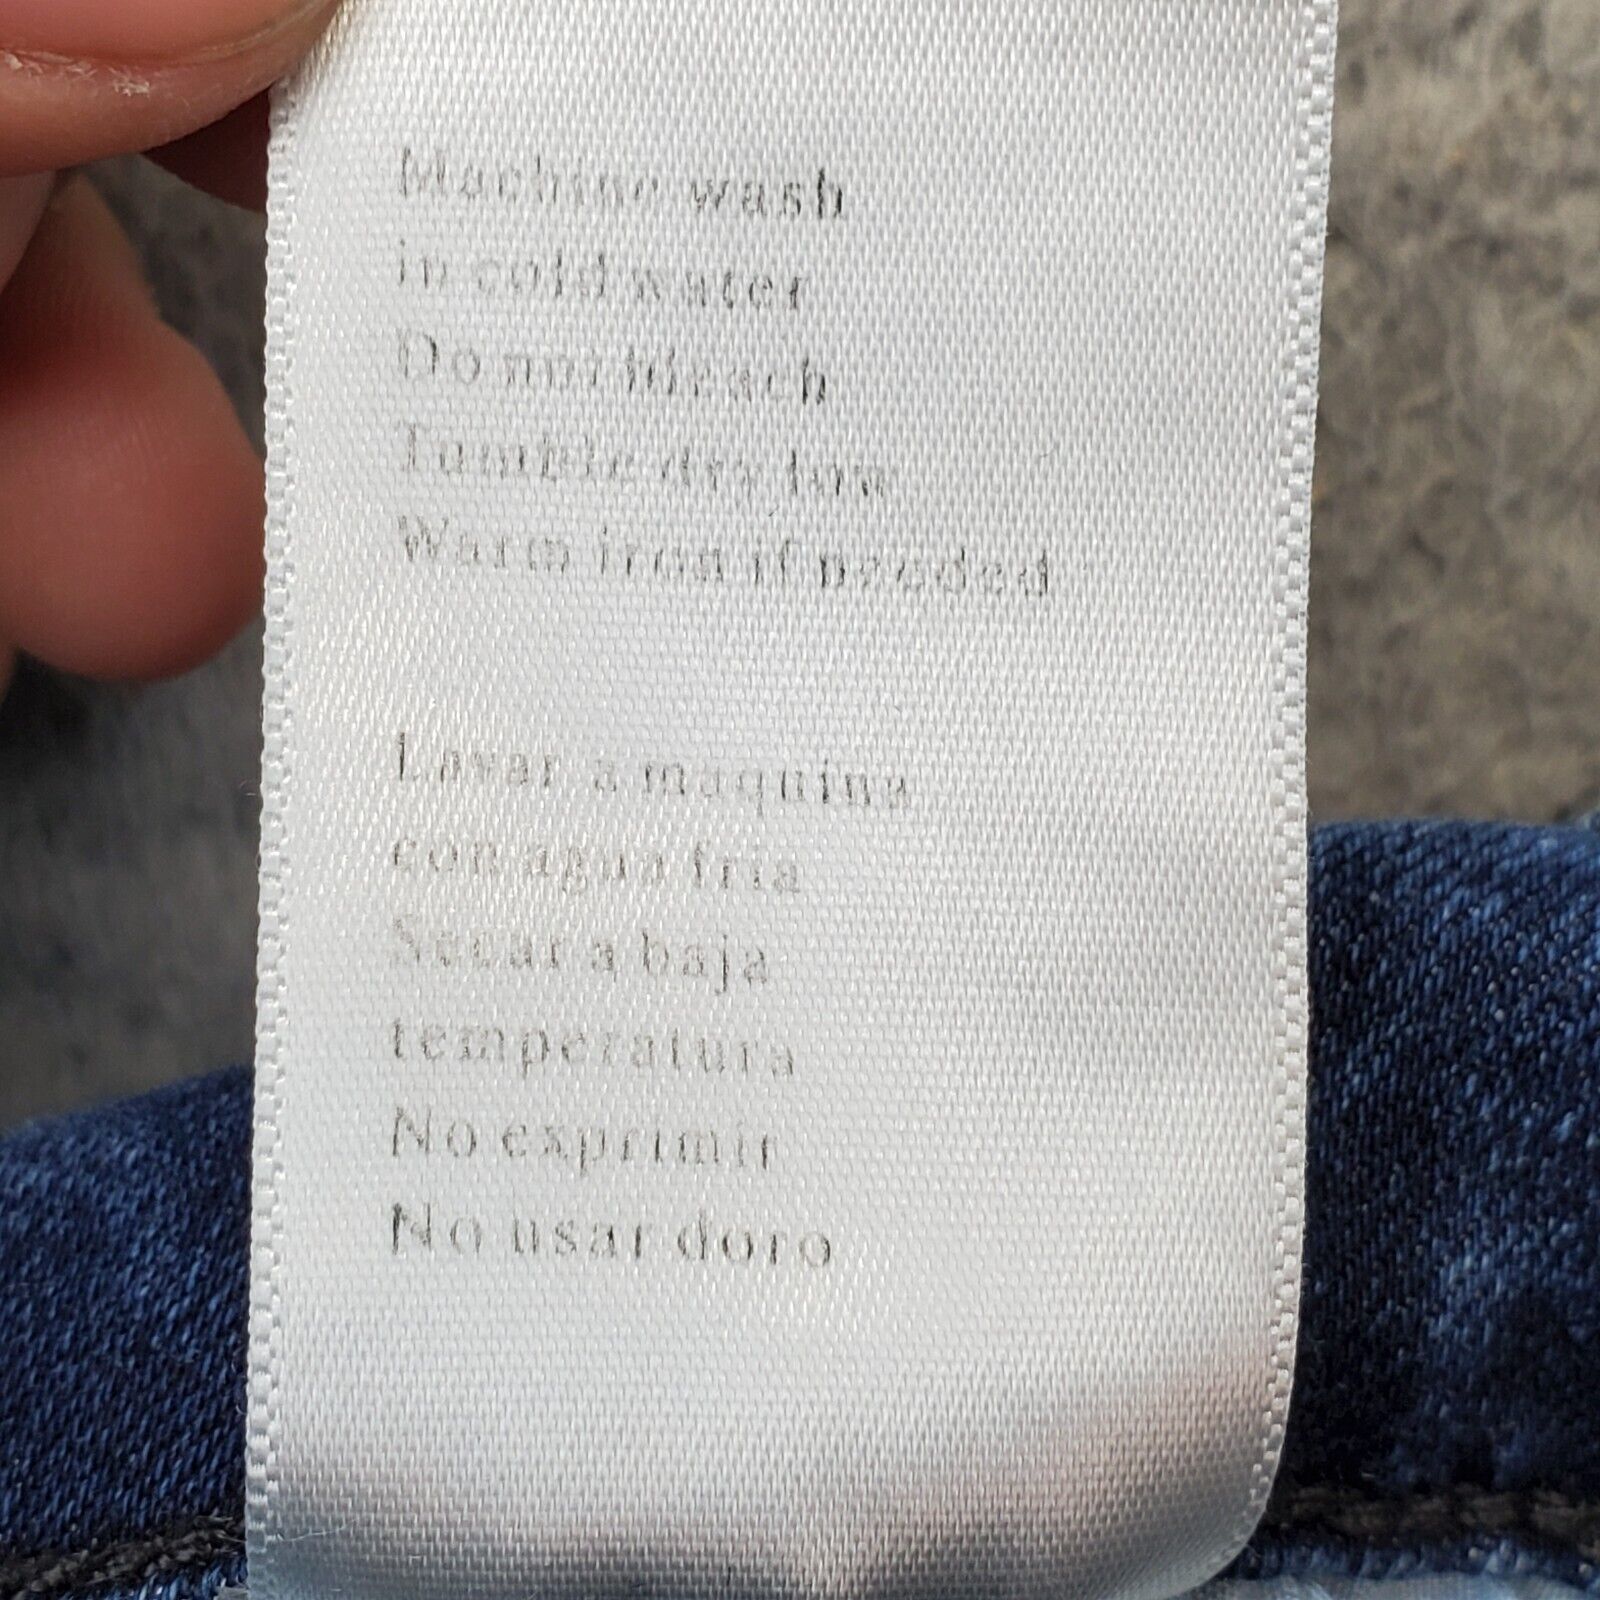 Machine wash
in cold water
Do not bleach
Tumble dry low
Warm iron if needed
Lavar a maquina
con agua fria
Secar a baja
temperatura
No exprimir
No usar doro